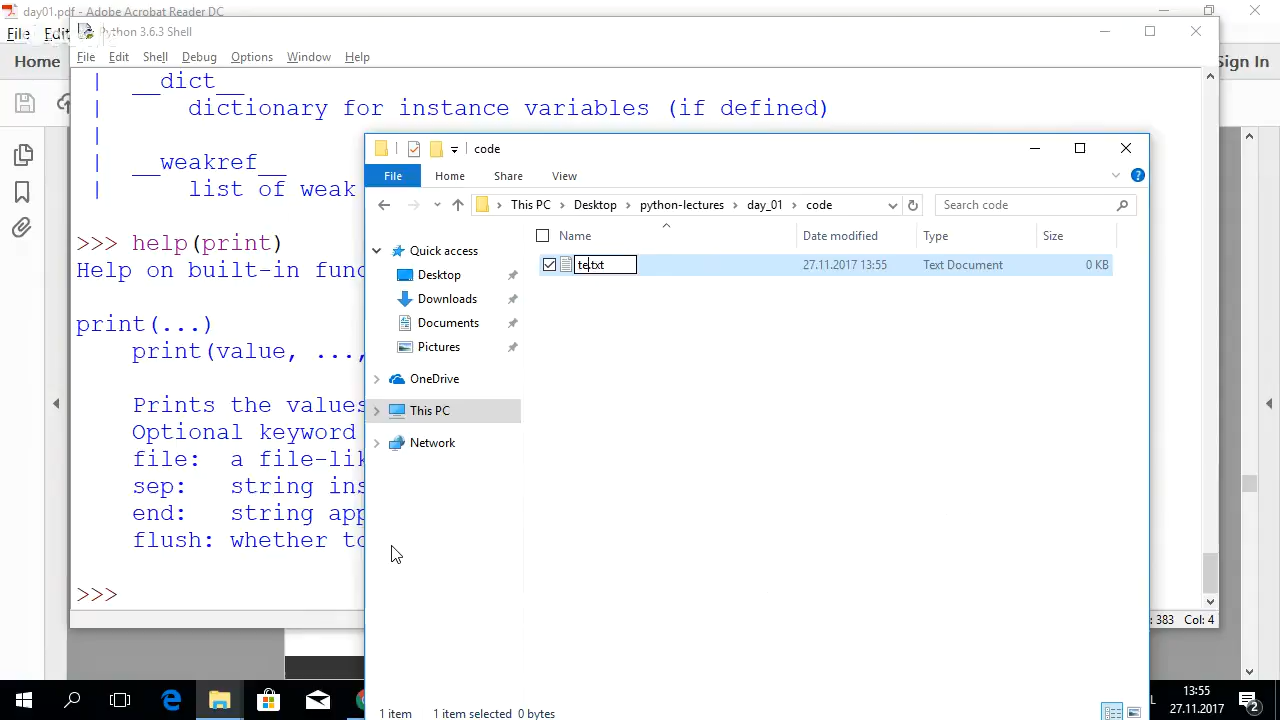 day01.pdf - Adobe Acrobat Reader DC
File Edit
Python 3.6.3 Shell
File Edit Shell Debug Options Window Help
Home
Sign In
| __dict__
| dictionary for instance variables (if defined)
|
| __weakref__
| list of weak
>>> help(print)
Help on built-in func
print(...)
print(value, ...,
Prints the values
Optional keyword
file: a file-lik
sep: string ins
end: string app
flush: whether to
>>>
: 383 Col: 4
code
File Home Share View
This PC Desktop python-lectures day_01 code
Search code
Quick access
Desktop
Downloads
Documents
Pictures
OneDrive
This PC
Network
Name Date modified Type Size
te.txt 27.11.2017 13:55 Text Document 0 KB
1 item 1 item selected 0 bytes
L
13:55
27.11.2017
2